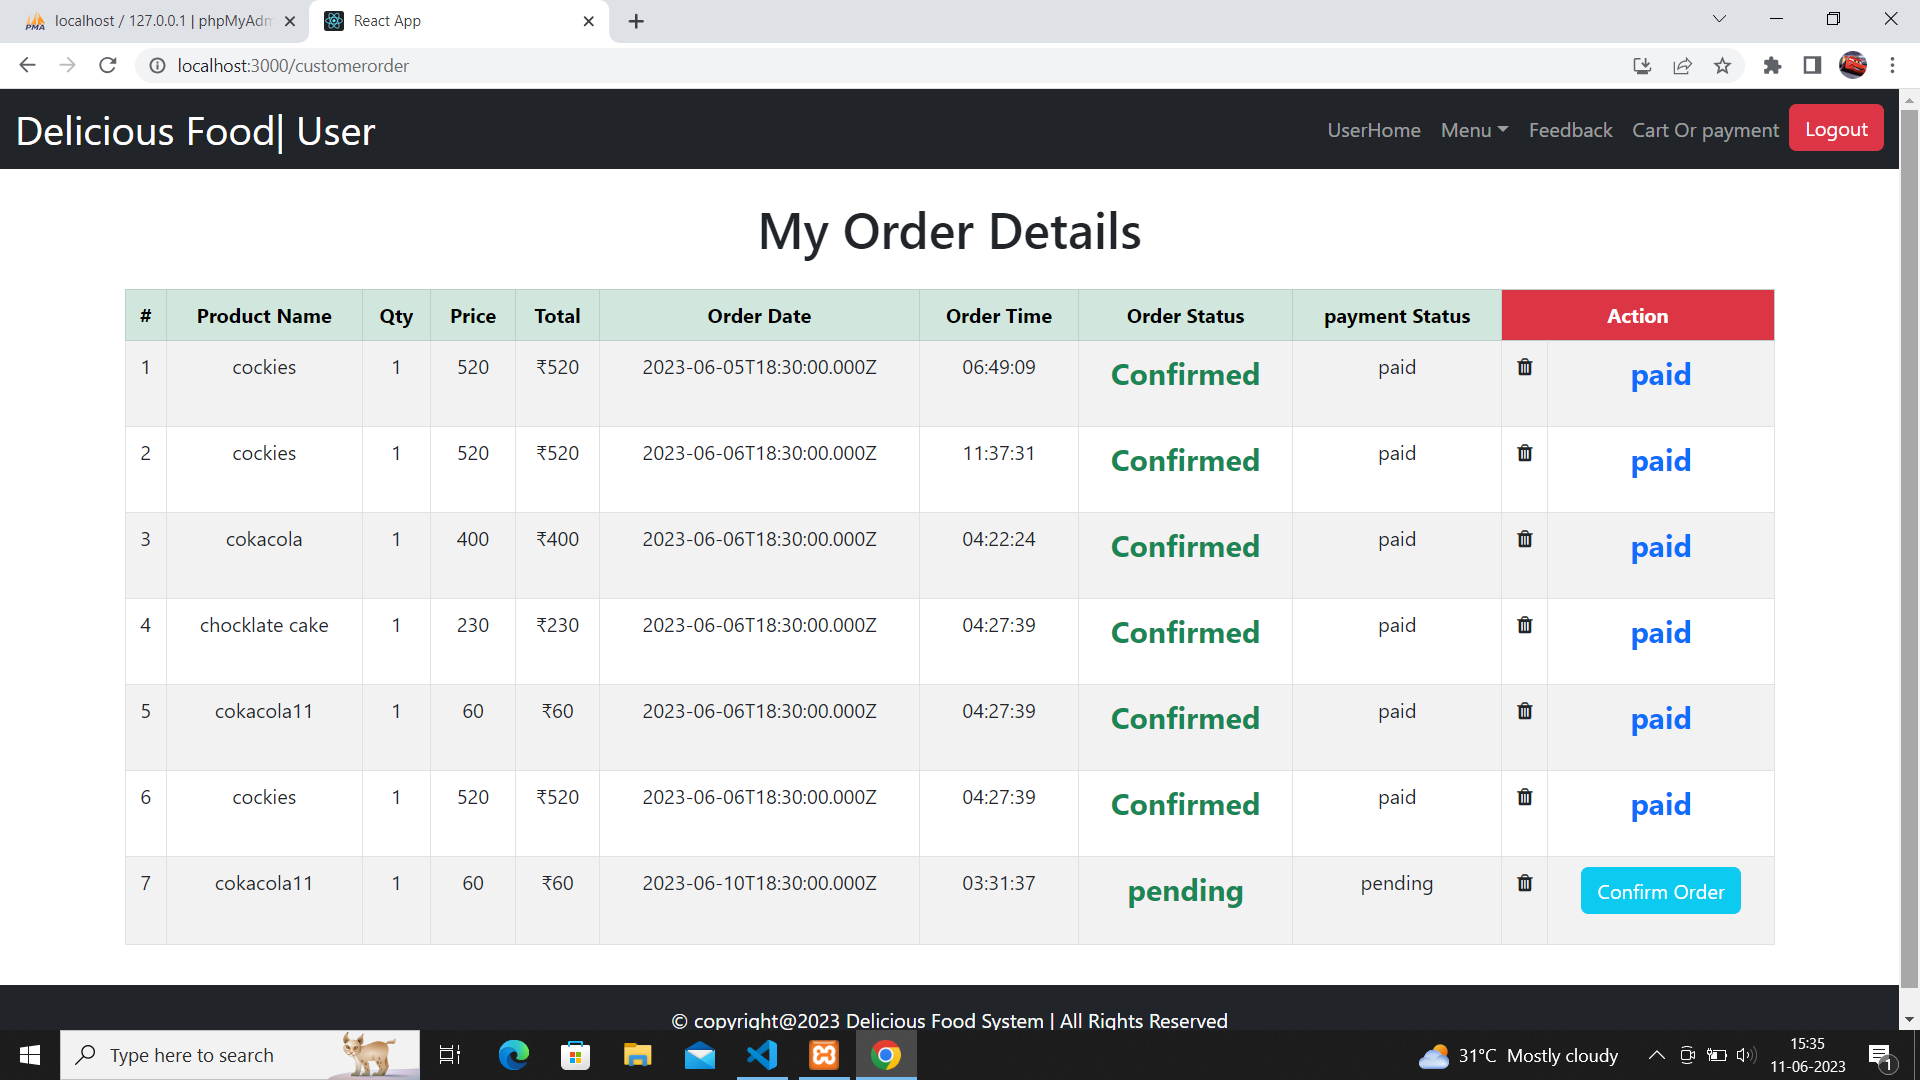 localhost / 127.0.0.1 | phpMyAdm
React App
localhost:3000/customerorder
Delicious Food| User
UserHome Menu Feedback Cart Or payment Logout
My Order Details
# Product Name Qty Price Total Order Date Order Time Order Status payment Status Action
1 cockies 1 520 ₹520 2023-06-05T18:30:00.000Z 06:49:09 Confirmed paid paid
2 cockies 1 520 ₹520 2023-06-06T18:30:00.000Z 11:37:31 Confirmed paid paid
3 cokacola 1 400 ₹400 2023-06-06T18:30:00.000Z 04:22:24 Confirmed paid paid
4 chocklate cake 1 230 ₹230 2023-06-06T18:30:00.000Z 04:27:39 Confirmed paid paid
5 cokacola11 1 60 ₹60 2023-06-06T18:30:00.000Z 04:27:39 Confirmed paid paid
6 cockies 1 520 ₹520 2023-06-06T18:30:00.000Z 04:27:39 Confirmed paid paid
7 cokacola11 1 60 ₹60 2023-06-10T18:30:00.000Z 03:31:37 pending pending Confirm Order
© copyright@2023 Delicious Food System | All Rights Reserved
Type here to search
31°C Mostly cloudy
15:35
11-06-2023
1